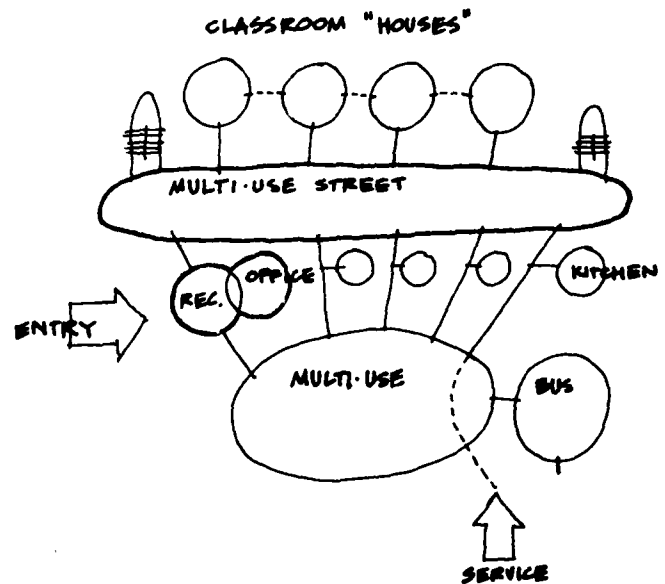 CLASSROOM "HOUSES"
MULTI·USE STREET
OFFICE
KITCHEN
REC.
ENTRY
MULTI·USE
BUS
SERVICE